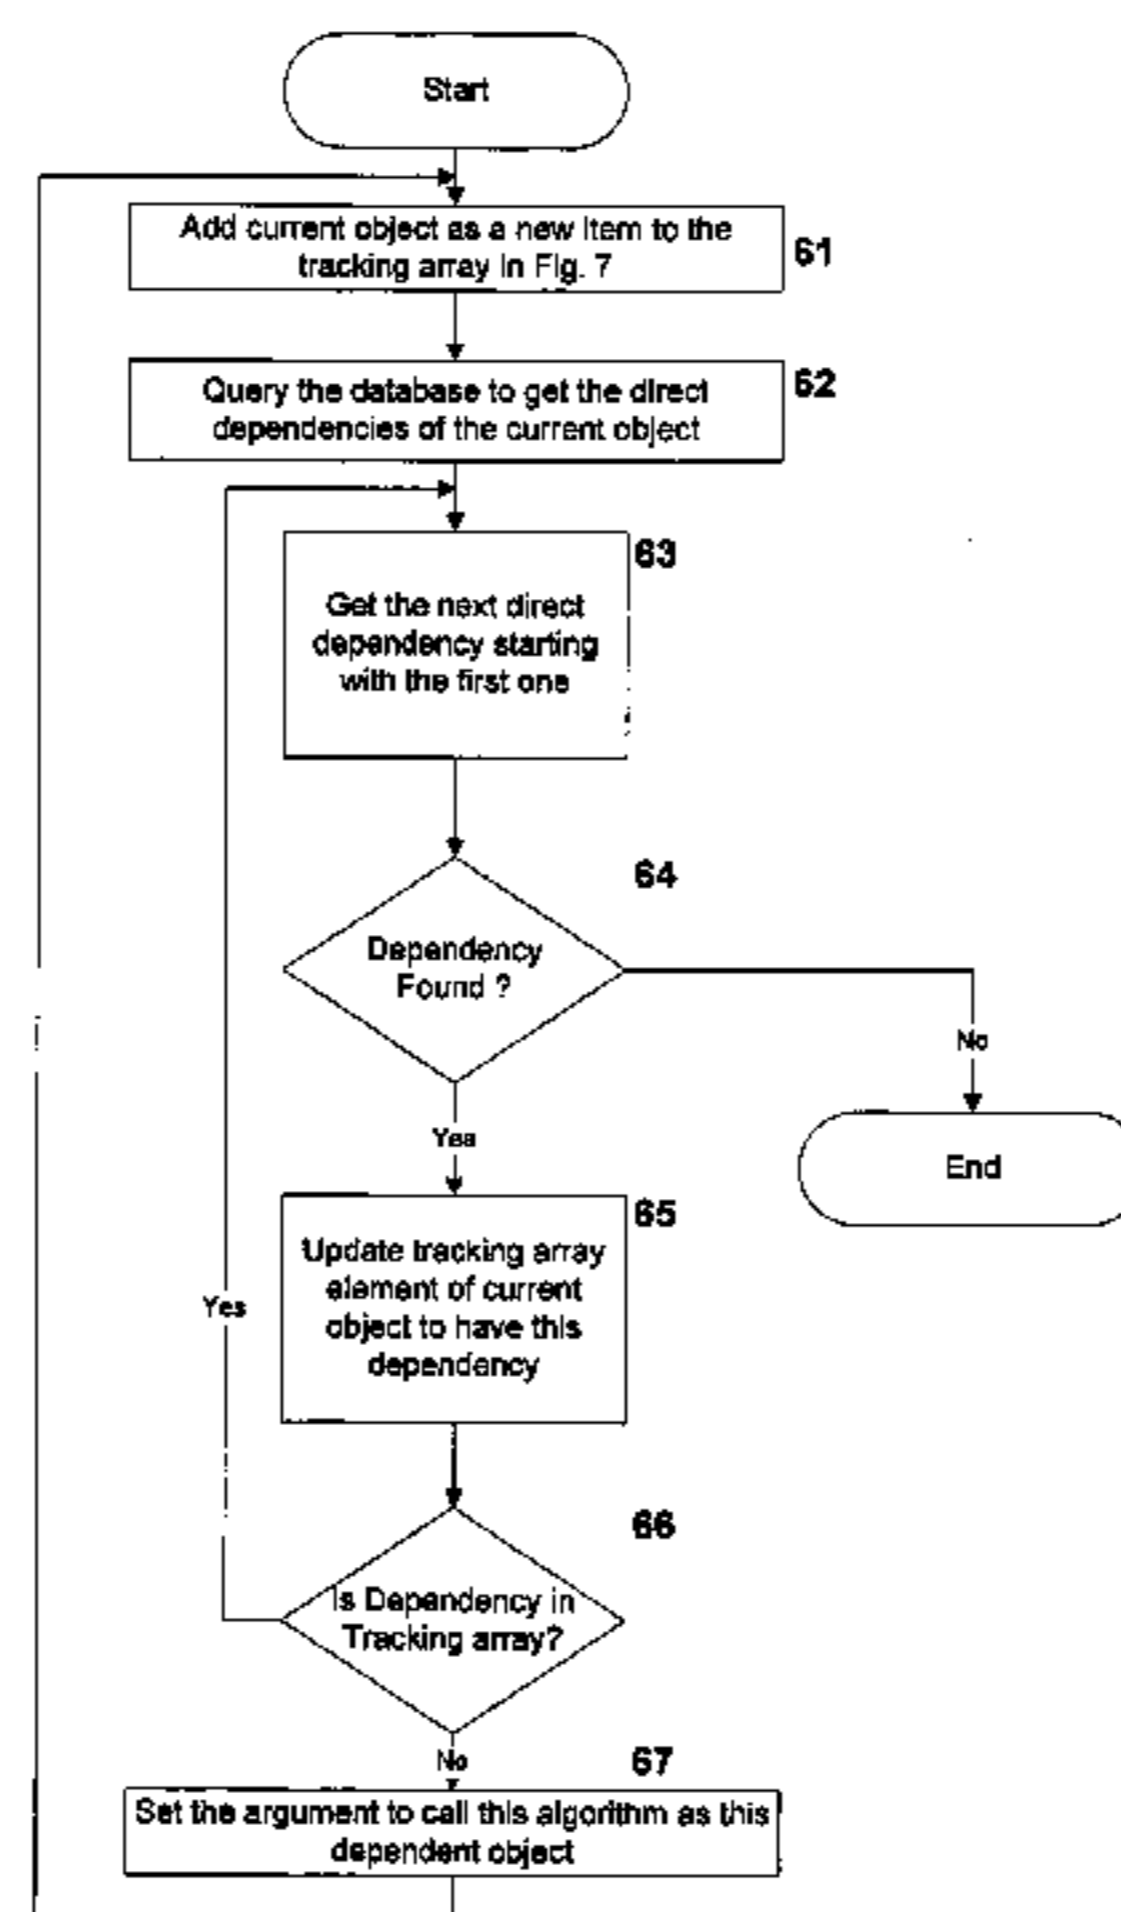 Start
Add current object as a new item to the
tracking array in Fig. 7
61
Query the database to get the direct
dependencies of the current object
62
63
Get the next direct
dependency starting
with the first one
64
Dependency
Found ?
No
Yes
End
65
Update tracking array
element of current
object to have this
dependency
Yes
66
Is Dependency in
Tracking array?
No
67
Set the argument to call this algorithm as this
dependent object